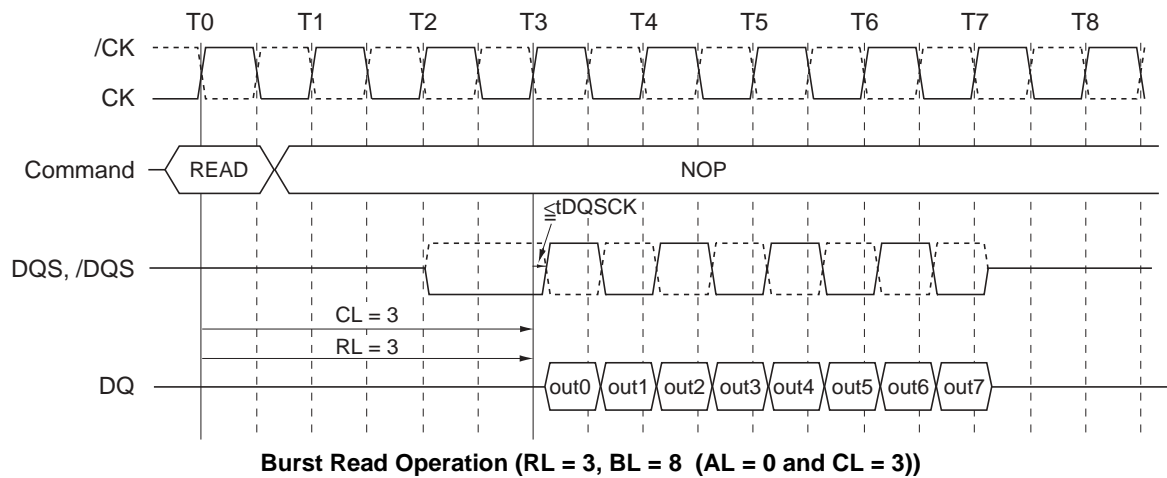 T0 T1 T2 T3 T4 T5 T6 T7 T8
/CK
CK
Command READ NOP
≦tDQSCK
DQS, /DQS
CL = 3
RL = 3
DQ out0 out1 out2 out3 out4 out5 out6 out7
Burst Read Operation (RL = 3, BL = 8 (AL = 0 and CL = 3))